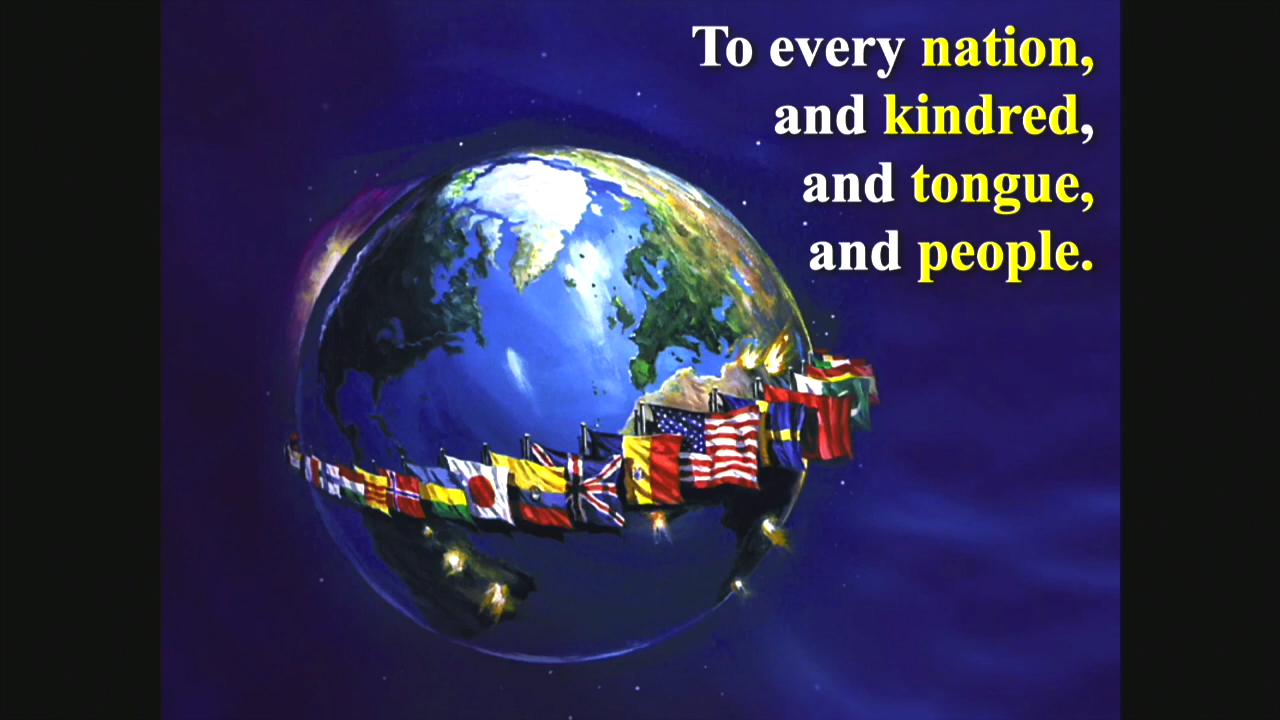 To every nation,
and kindred,
and tongue,
and people.